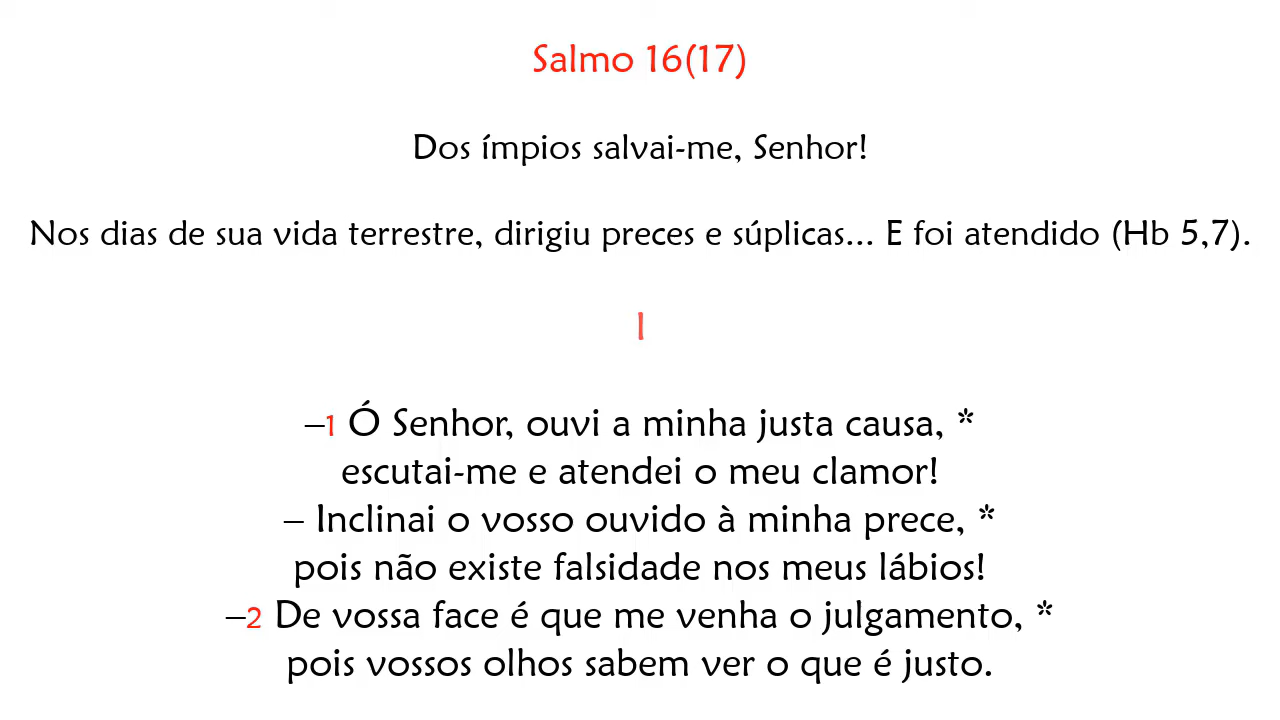 Salmo 16(17)
Dos ímpios salvai-me, Senhor!
Nos dias de sua vida terrestre, dirigiu preces e súplicas... E foi atendido (Hb 5,7).
I
–1 Ó Senhor, ouvi a minha justa causa, *
escutai-me e atendei o meu clamor!
– Inclinai o vosso ouvido à minha prece, *
pois não existe falsidade nos meus lábios!
–2 De vossa face é que me venha o julgamento, *
pois vossos olhos sabem ver o que é justo.